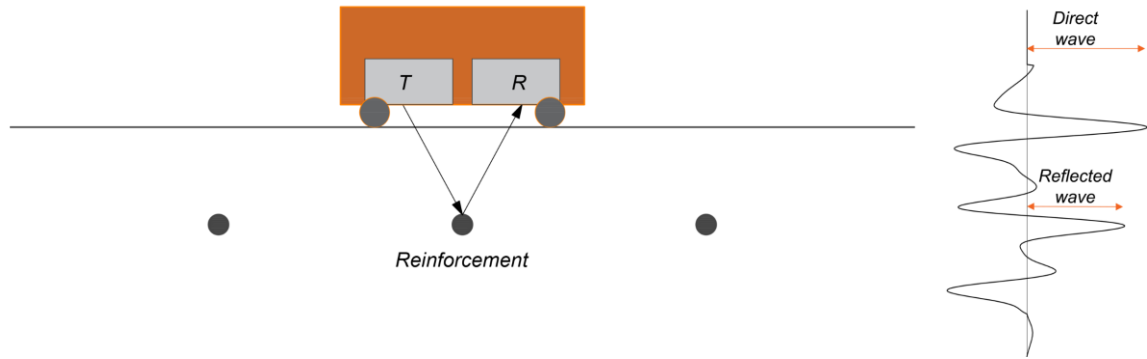 T
R
Reinforcement
Direct
wave
Reflected
wave